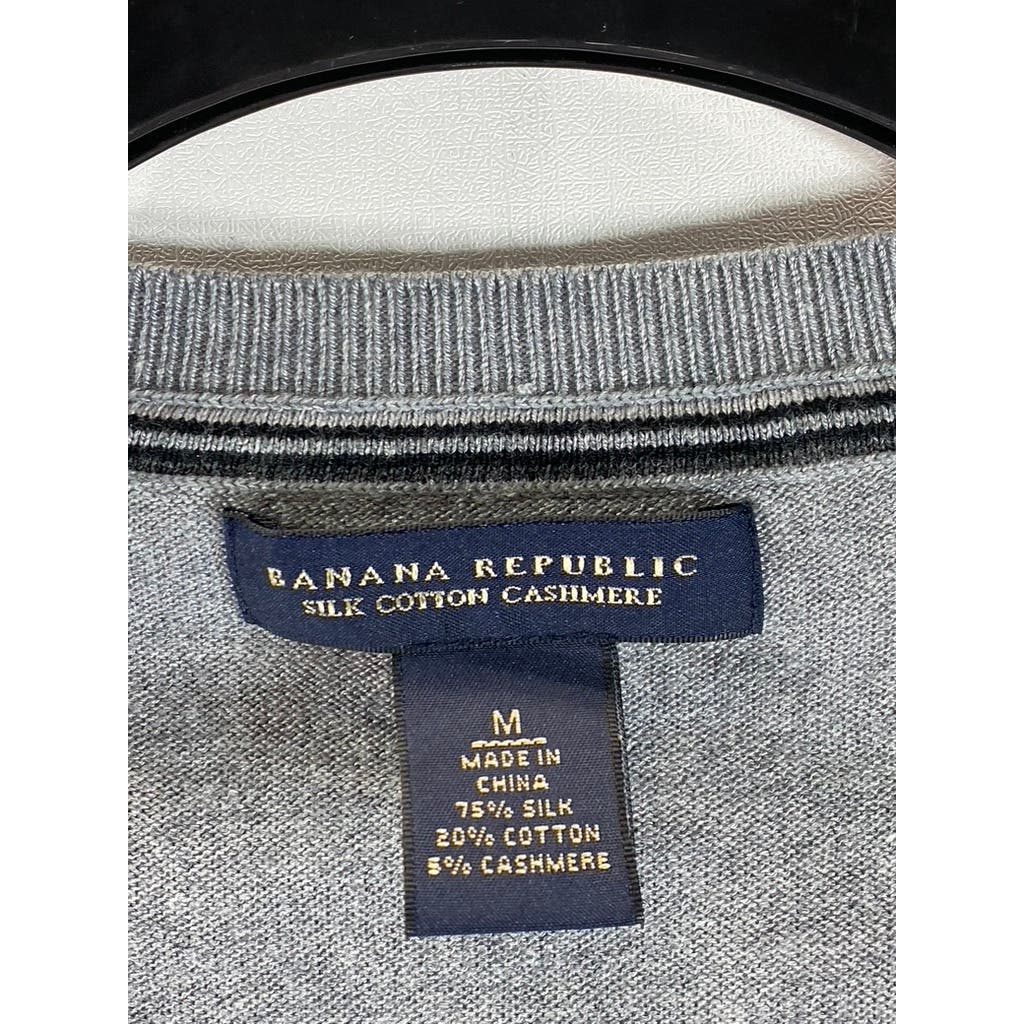 BANANA REPUBLIC
SILK COTTON CASHMERE
M
MADE IN
CHINA
75% SILK
20% COTTON
5% CASHMERE